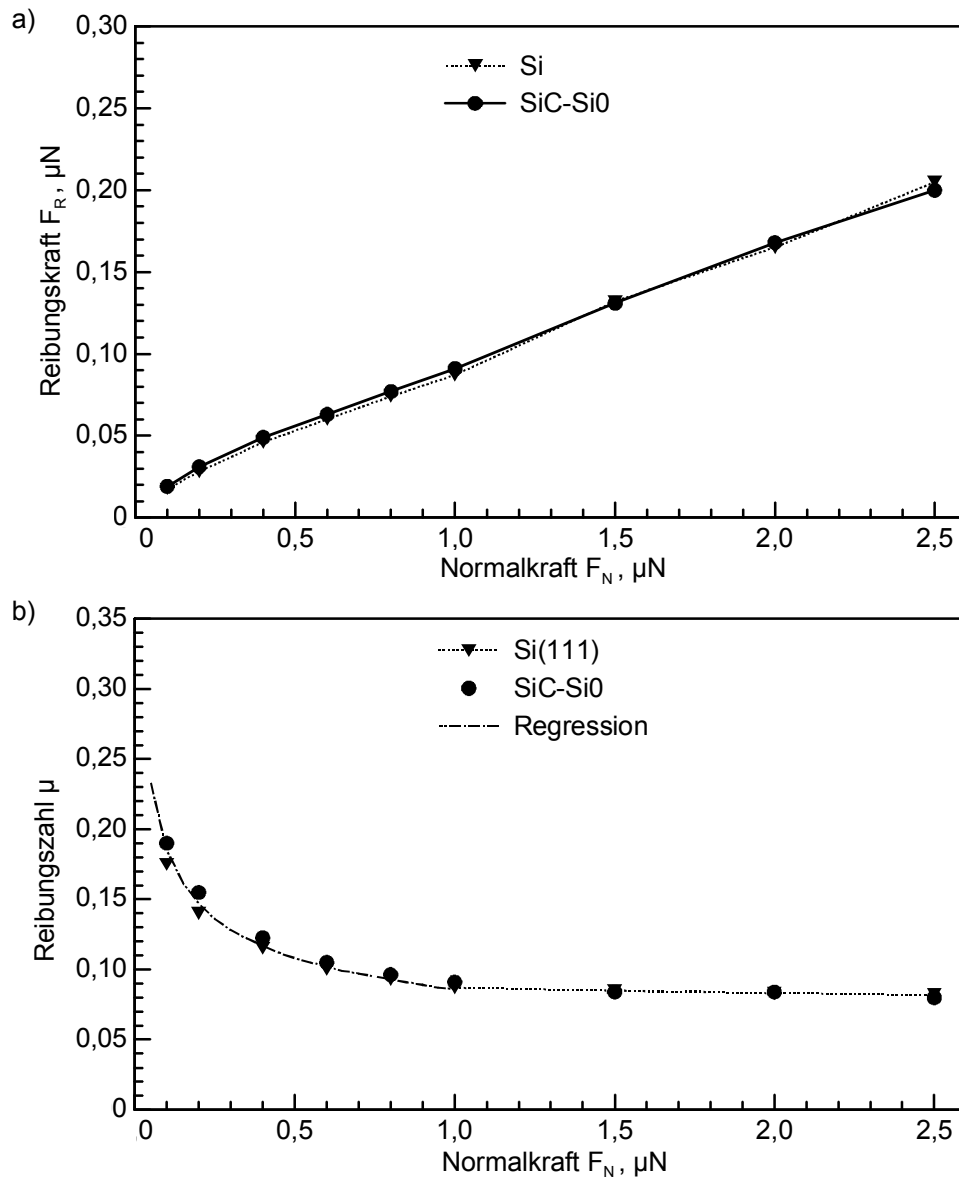 a)
0,30
0,25
0,20
0,15
0,10
0,05
0
Reibungskraft F_R, µN
Si
SiC-Si0
0 0,5 1,0 1,5 2,0 2,5
Normalkraft F_N, µN
b)
0,35
0,30
0,25
0,20
0,15
0,10
0,05
0
Reibungszahl µ
Si(111)
SiC-Si0
Regression
0 0,5 1,0 1,5 2,0 2,5
Normalkraft F_N, µN